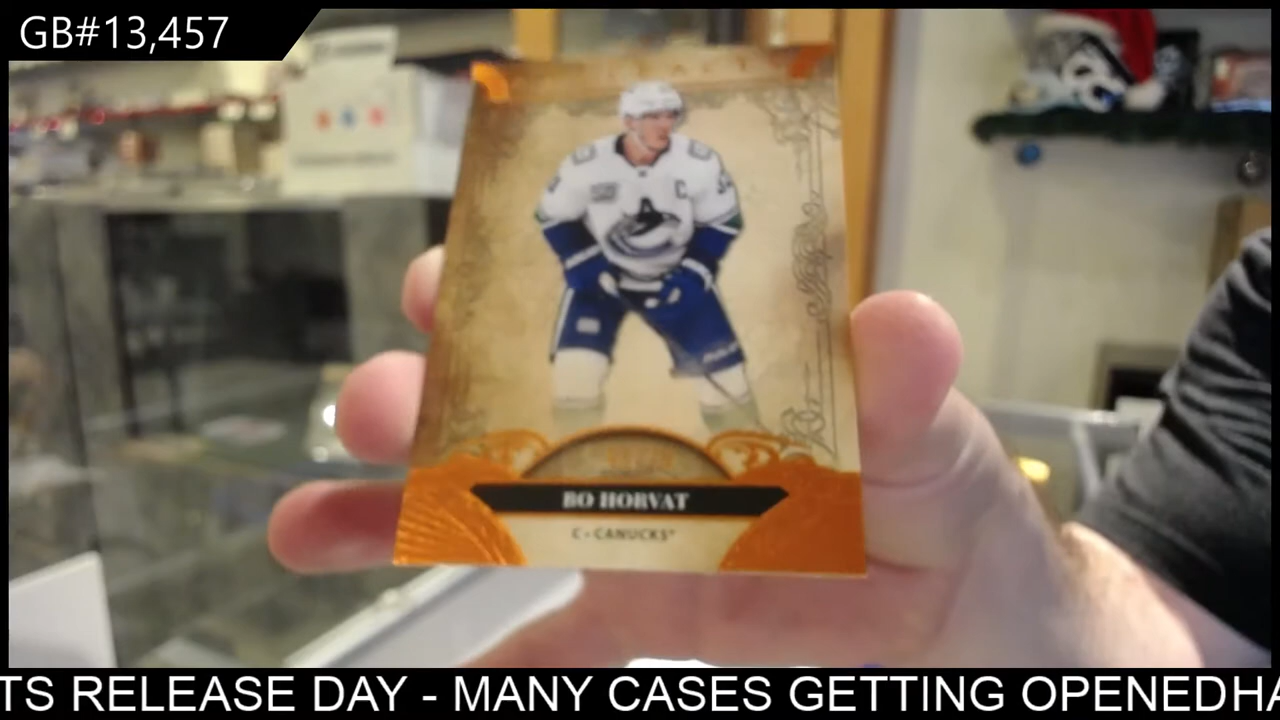 GB#13,457
C
BO HORVAT
C - CANUCKS
TS RELEASE DAY - MANY CASES GETTING OPENEDHA